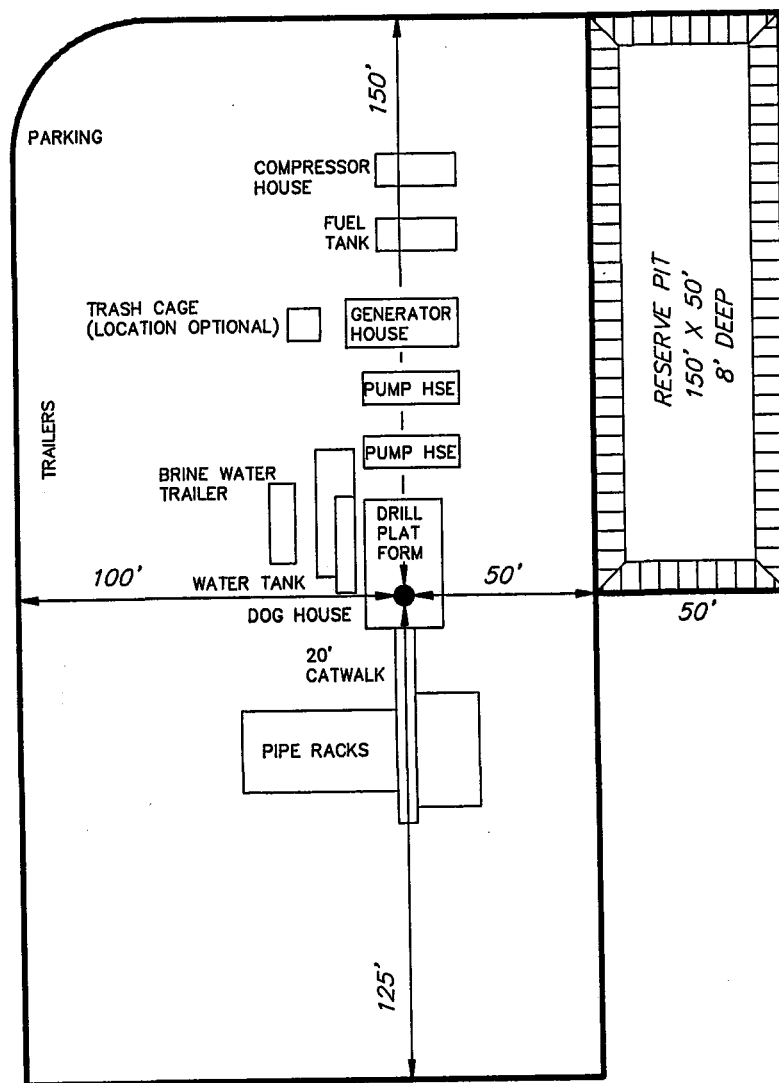 150'
PARKING
COMPRESSOR
HOUSE
FUEL
TANK
TRASH CAGE
(LOCATION OPTIONAL)
GENERATOR
HOUSE
RESERVE PIT
150' X 50'
8' DEEP
PUMP HSE
TRAILERS
PUMP HSE
BRINE WATER
TRAILER
DRILL
PLAT
FORM
100'
WATER TANK
50'
DOG HOUSE
50'
20'
CATWALK
PIPE RACKS
125'